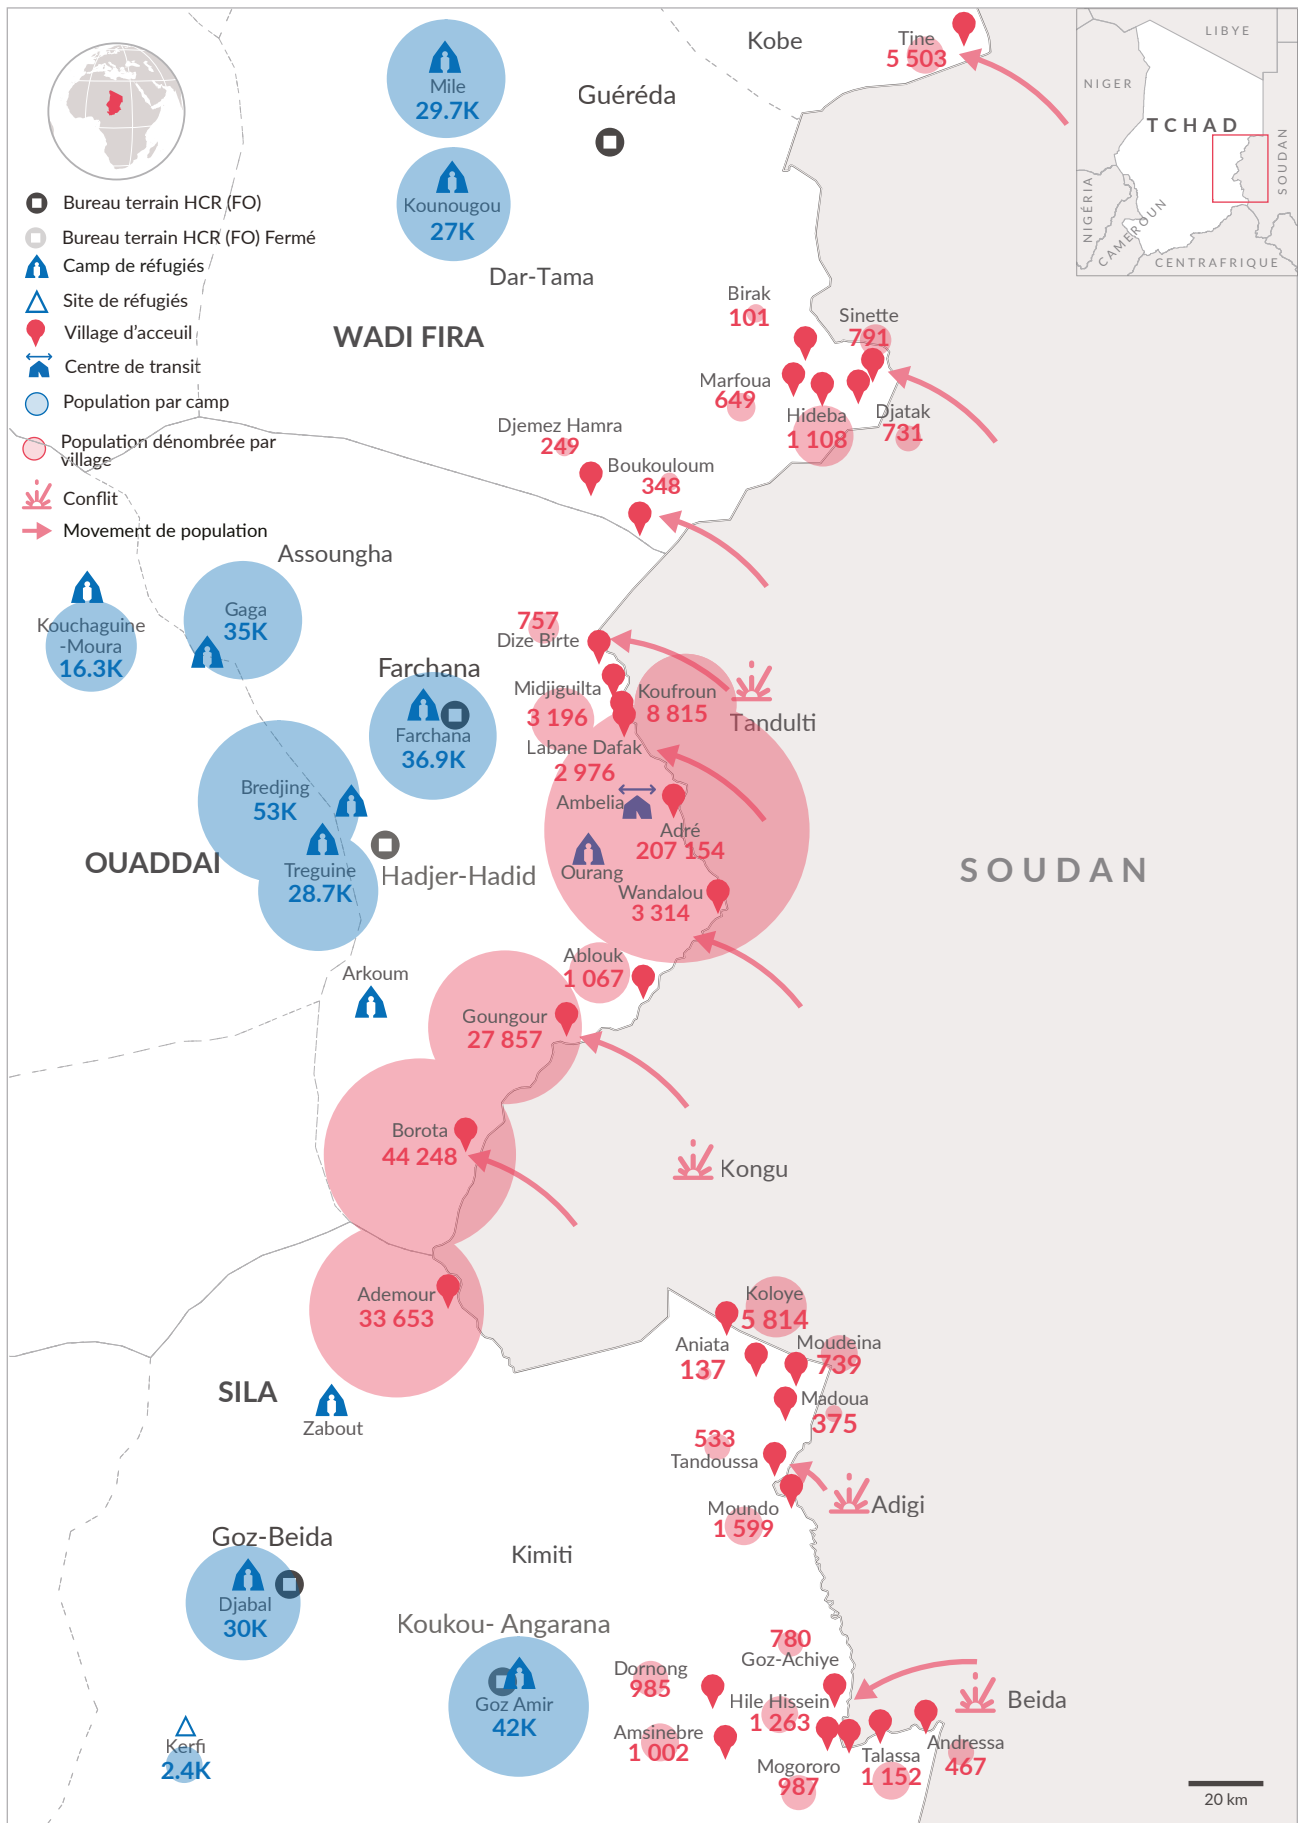 Kobe
Tine
5 503
LIBYE
NIGER
TCHAD
SOUDAN
NIGÉRIA
CAMEROUN
CENTRAFRIQUE
Mile
29.7K
Guéréda
Kounougou
27K
Dar-Tama
WADI FIRA
Bureau terrain HCR (FO)
Bureau terrain HCR (FO) Fermé
Camp de réfugiés
Site de réfugiés
Village d'acceuil
Centre de transit
Population par camp
Population dénombrée par
village
Conflit
Movement de population
Birak
101
Sinette
791
Marfoua
649
Hideba
1 108
Djatak
731
Djemez Hamra
249
Boukouloum
348
Assoungha
Kouchaguine
-Moura
16.3K
Gaga
35K
757
Dize Birte
Farchana
Farchana
36.9K
Midjiguilta
3 196
Koufroun
8 815
Tandulti
Labane Dafak
2 976
Ambelia
Adré
207 154
Bredjing
53K
Treguine
28.7K
OUADDAI
Hadjer-Hadid
Ourang
Wandalou
3 314
SOUDAN
Ablouk
1 067
Arkoum
Goungour
27 857
Borota
44 248
Kongu
Ademour
33 653
Koloye
5 814
Aniata
137
Moudeina
739
SILA
Zabout
Madoua
375
533
Tandoussa
Moundo
1 599
Adigi
Goz-Beida
Djabal
30K
Kimiti
Koukou- Angarana
Goz Amir
42K
780
Goz-Achiye
Dornong
985
Hile Hissein
1 263
Beida
Amsinebre
1 002
Kerfi
2.4K
Mogororo
987
Talassa
1 152
Andressa
467
20 km